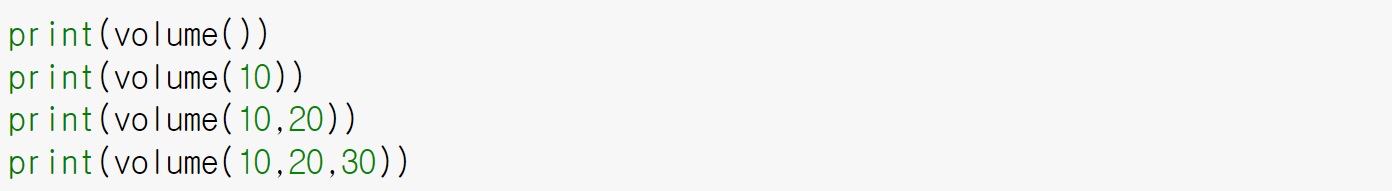 print(volume())
print(volume(10))
print(volume(10,20))
print(volume(10,20,30))